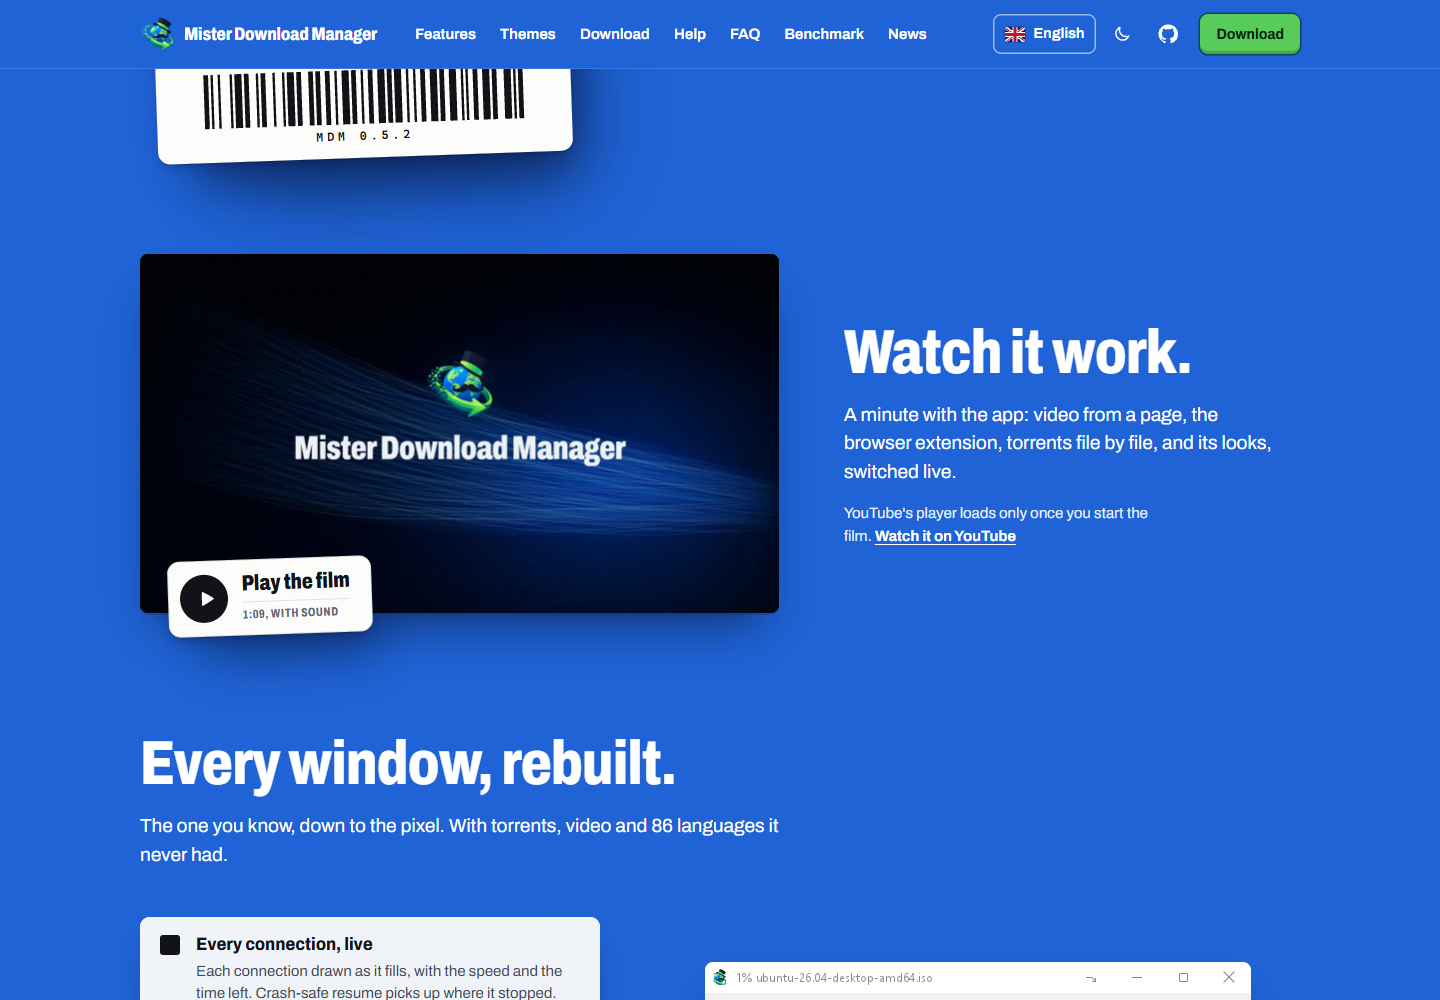 Mister Download Manager
Features
Themes
Download
Help
FAQ
Benchmark
News
English
Download
MDM 0.5.2
Mister Download Manager
Play the film
1:09, WITH SOUND
Watch it work.
A minute with the app: video from a page, the
browser extension, torrents file by file, and its looks,
switched live.
YouTube's player loads only once you start the
film. Watch it on YouTube
Every window, rebuilt.
The one you know, down to the pixel. With torrents, video and 86 languages it
never had.
Every connection, live
Each connection drawn as it fills, with the speed and the
time left. Crash-safe resume picks up where it stopped.
1% ubuntu-26.04-desktop-amd64.iso